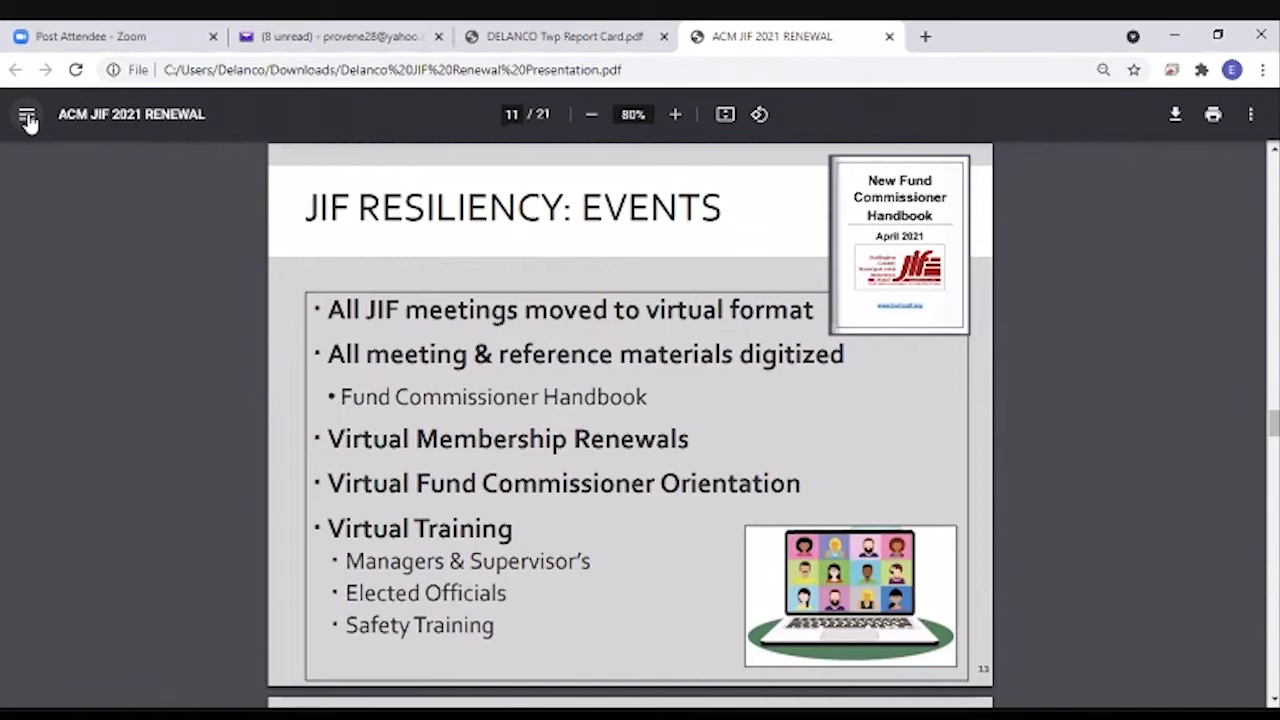 Post Attendee - Zoom
(8 unread) - provene28@yahoo.c
DELANCO Twp Report Card.pdf
ACM JIF 2021 RENEWAL
File
C:/Users/Delanco/Downloads/Delanco%20JIF%20Renewal%20Presentation.pdf
E
ACM JIF 2021 RENEWAL
11 / 21
80%
JIF RESILIENCY: EVENTS
New Fund
Commissioner
Handbook
April 2021
JIF
· All JIF meetings moved to virtual format
· All meeting & reference materials digitized
• Fund Commissioner Handbook
· Virtual Membership Renewals
· Virtual Fund Commissioner Orientation
· Virtual Training
· Managers & Supervisor's
· Elected Officials
· Safety Training
11